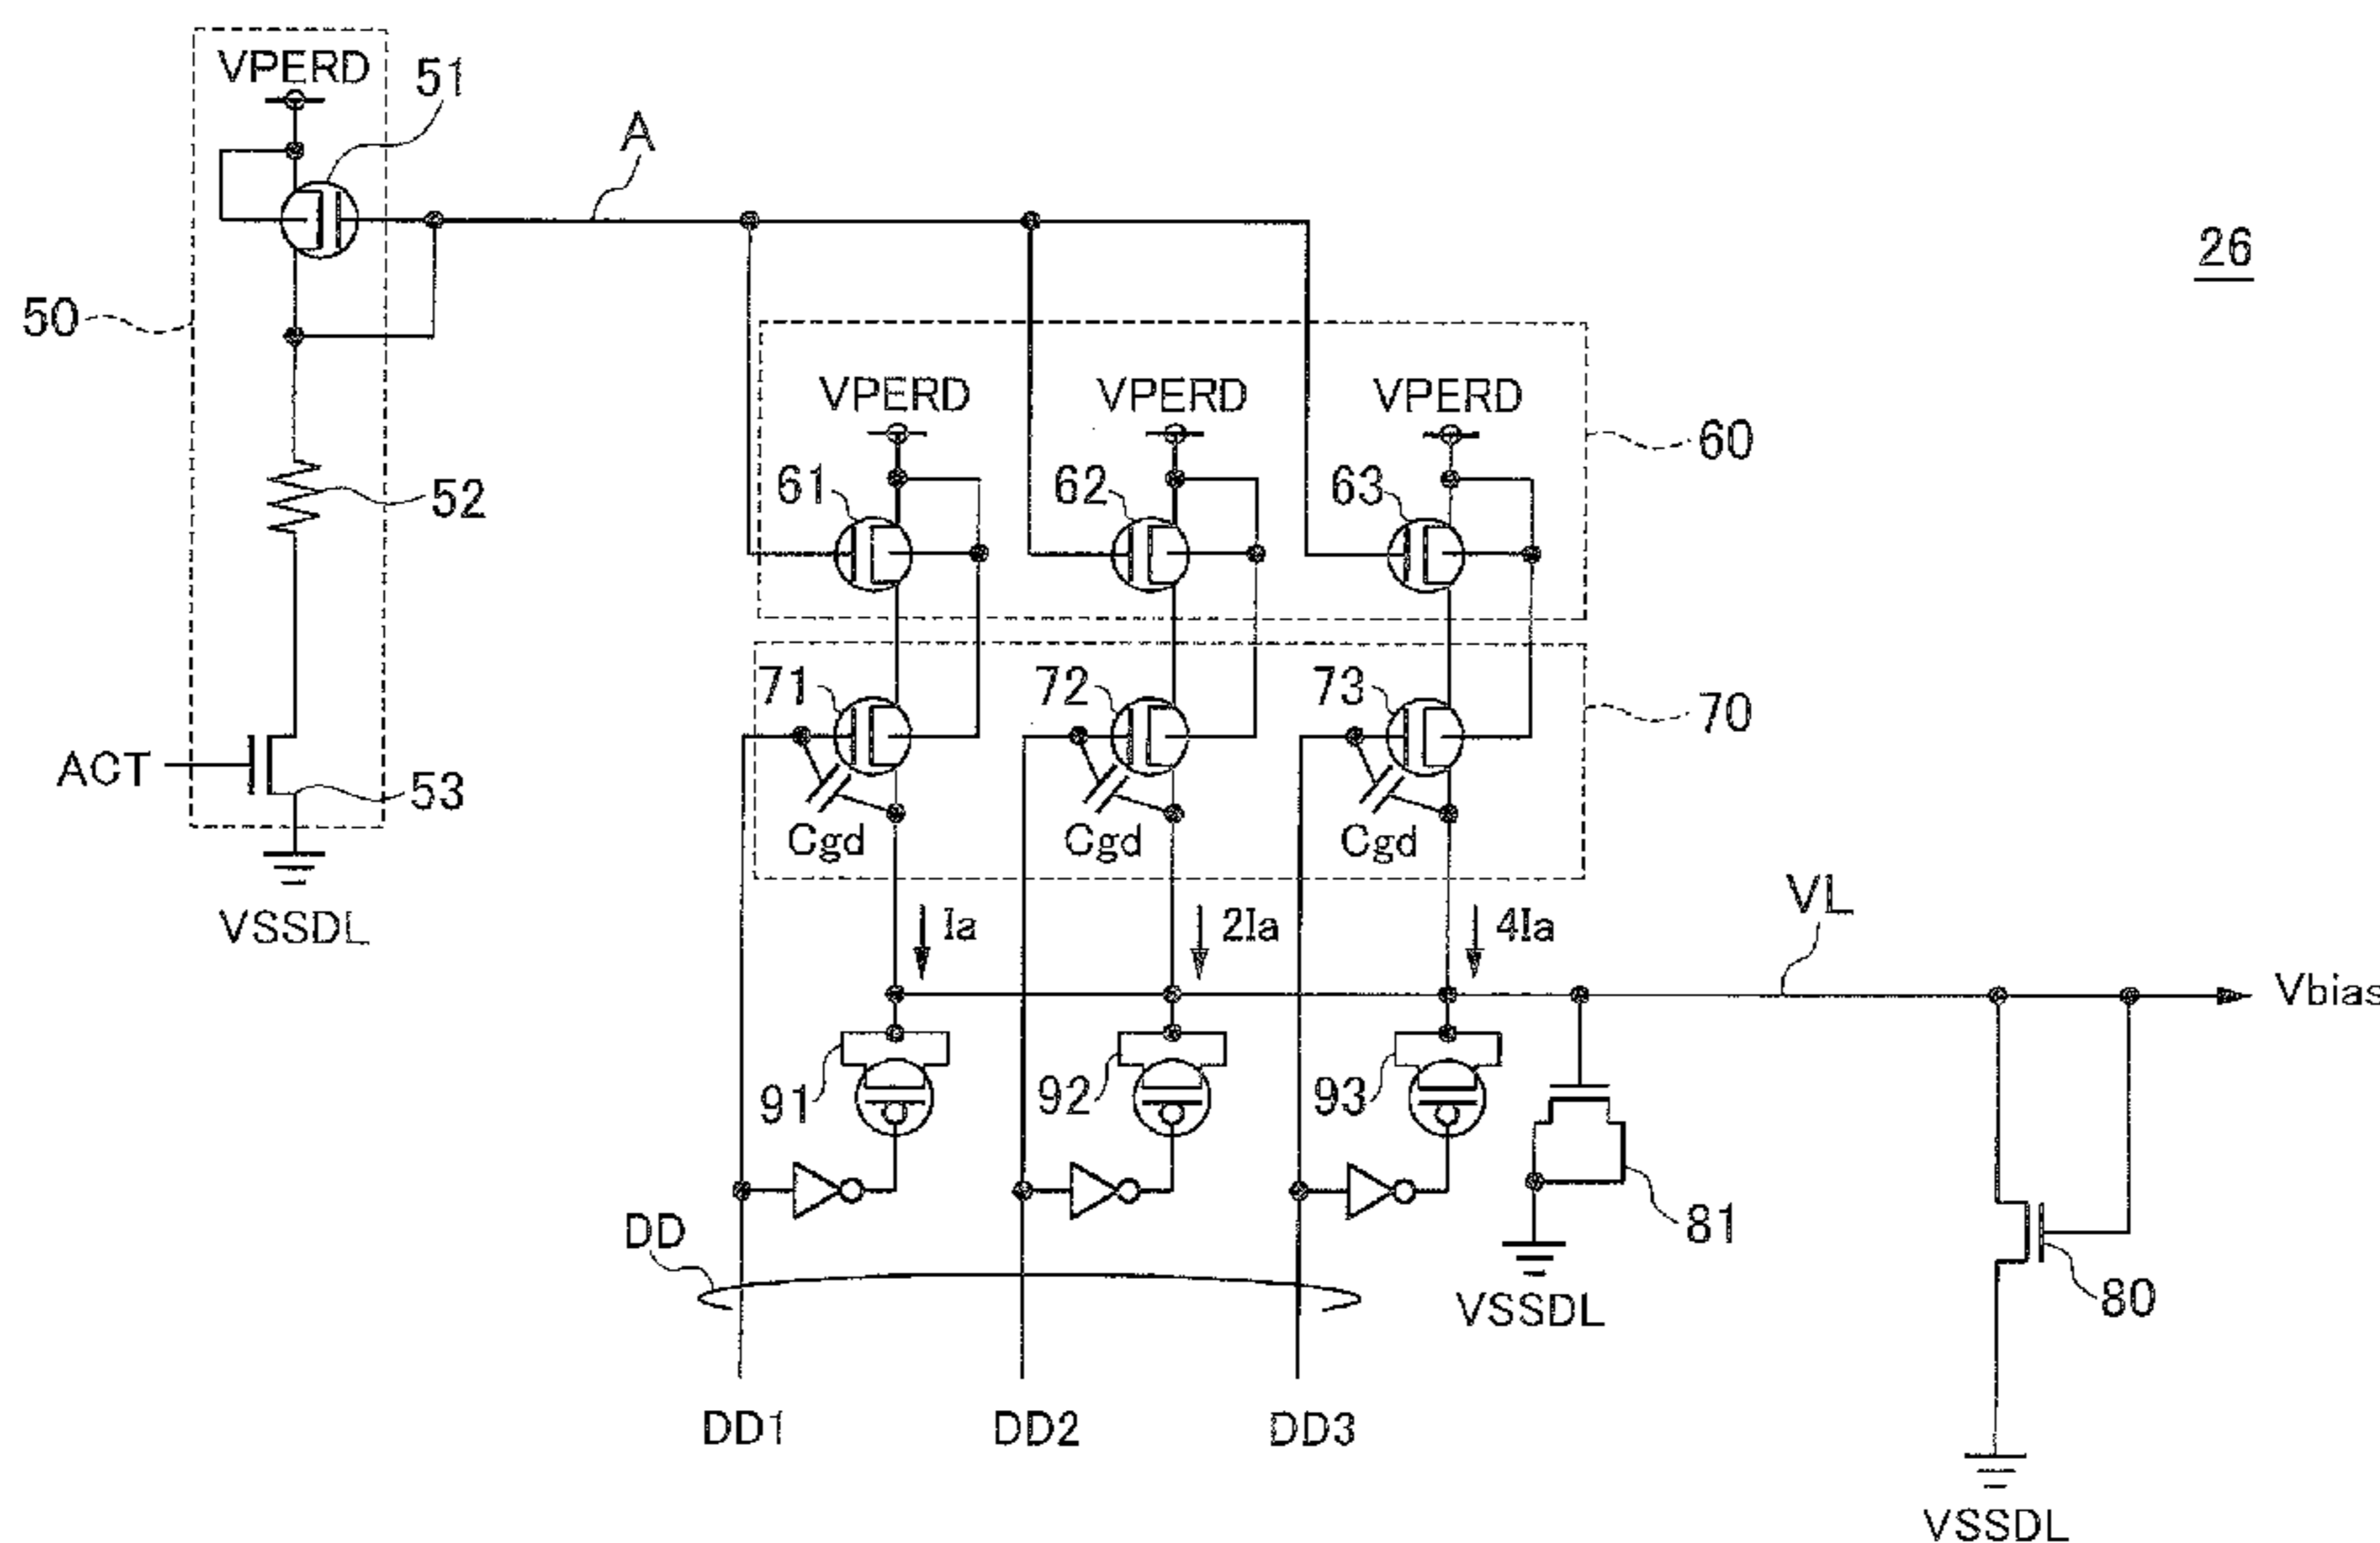 VPERD
51
A
26
50
VPERD
VPERD
VPERD
60
61
62
63
52
71
72
73
70
ACT
53
Cgd
Cgd
Cgd
VSSDL
Ia
2Ia
4Ia
VL
Vbias
91
92
93
81
DD
80
VSSDL
DD1
DD2
DD3
VSSDL